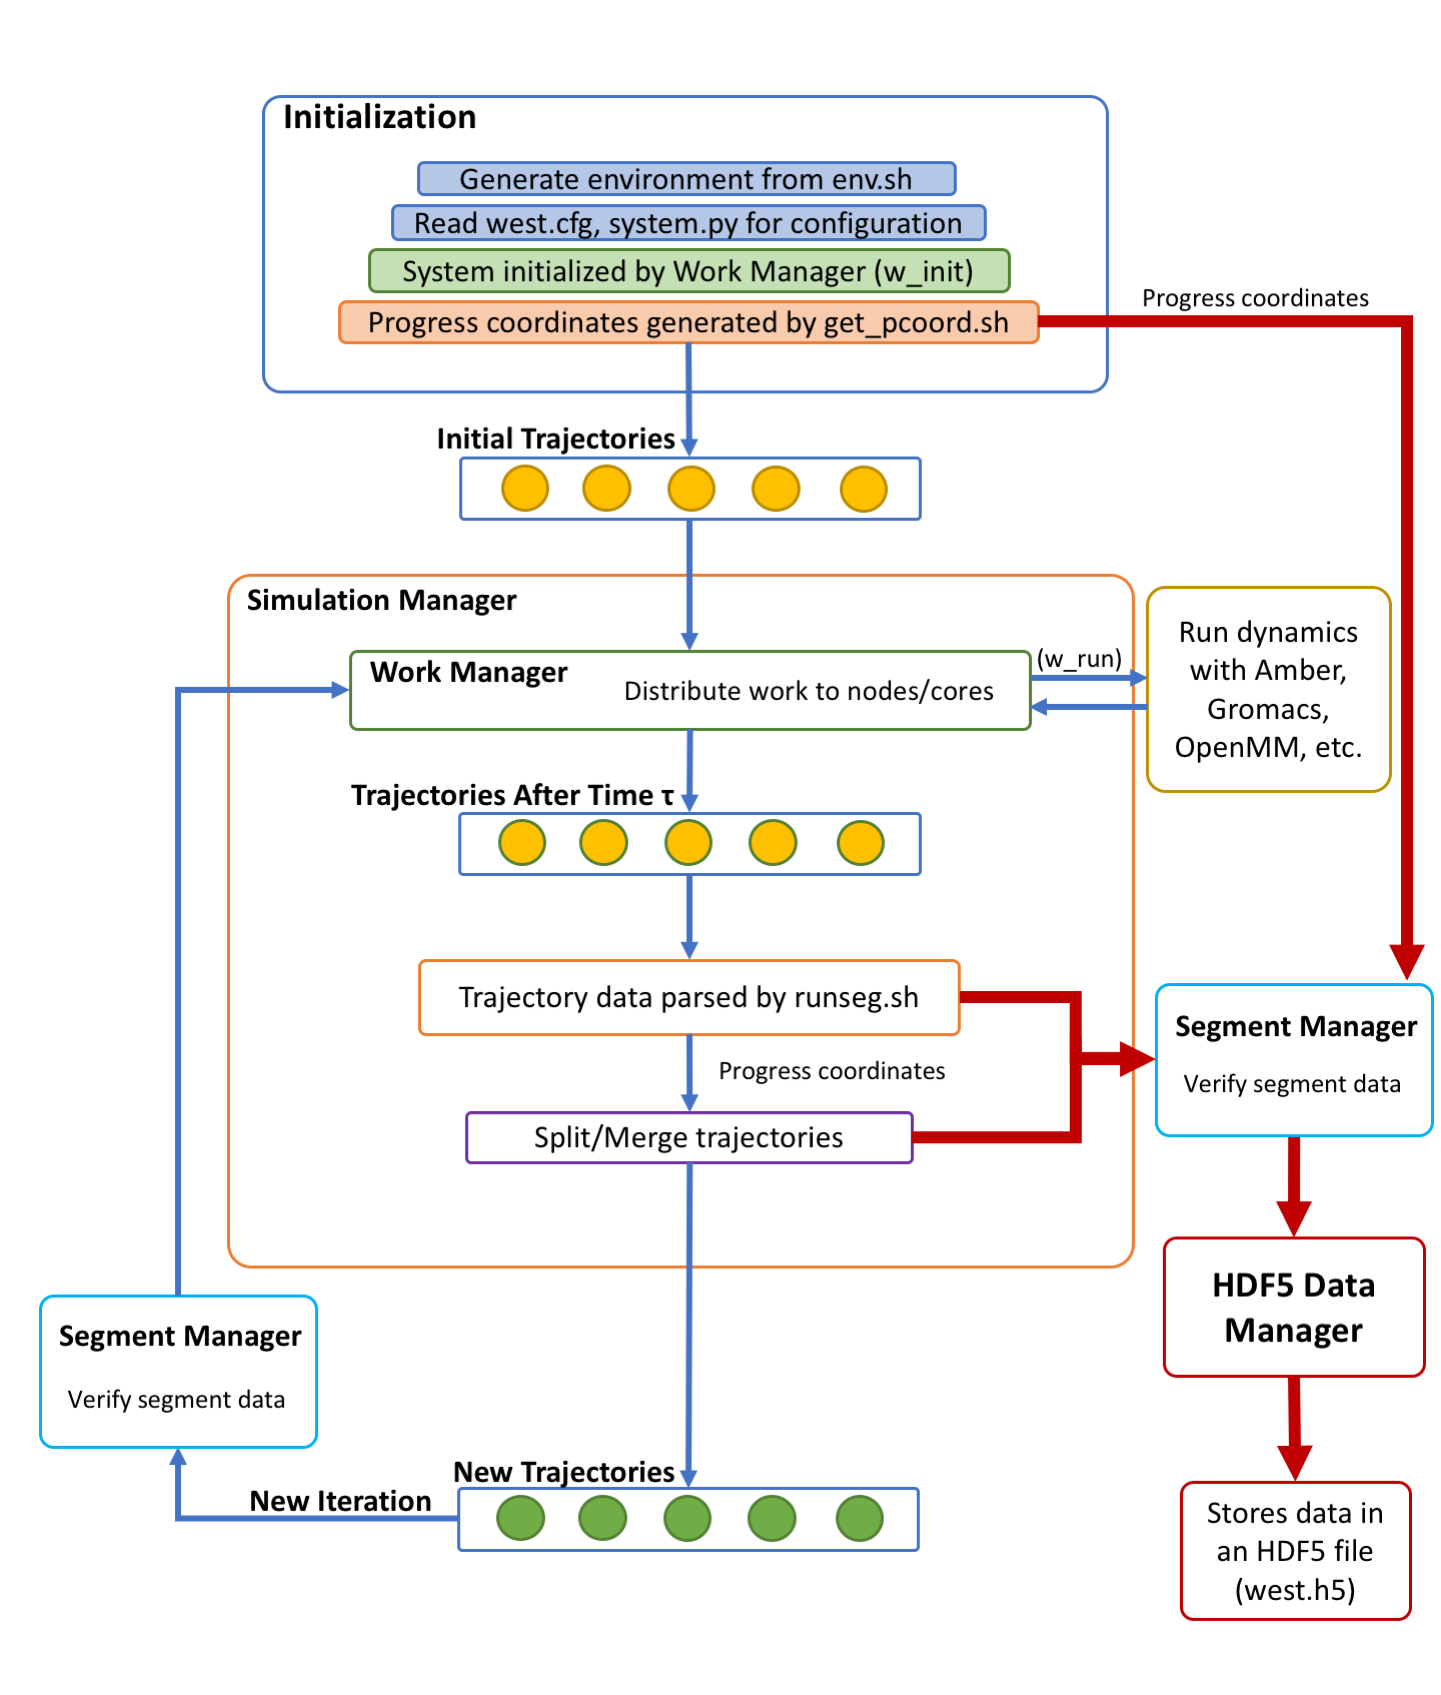 Initialization
Generate environment from env.sh
Read west.cfg, system.py for configuration
System initialized by Work Manager (w_init)
Progress coordinates generated by get_pcoord.sh
Progress coordinates
Initial Trajectories
Simulation Manager
Work Manager
Distribute work to nodes/cores
(w_run)
Run dynamics
with Amber,
Gromacs,
OpenMM, etc.
Trajectories After Time τ
Trajectory data parsed by runseg.sh
Progress coordinates
Split/Merge trajectories
Segment Manager
Verify segment data
HDF5 Data
Manager
Stores data in
an HDF5 file
(west.h5)
New Trajectories
New Iteration
Segment Manager
Verify segment data